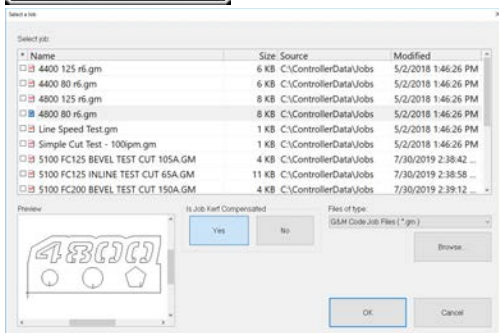 Select a Job
Select job:
* Name Size Source Modified
4400 125 r6.gm 6 KB C:\ControllerData\Jobs 5/2/2018 1:46:26 PM
4400 80 r6.gm 6 KB C:\ControllerData\Jobs 5/2/2018 1:46:26 PM
4800 125 r6.gm 8 KB C:\ControllerData\Jobs 5/2/2018 1:46:26 PM
4800 80 r6.gm 8 KB C:\ControllerData\Jobs 5/2/2018 1:46:26 PM
Line Speed Test.gm 1 KB C:\ControllerData\Jobs 5/2/2018 1:46:26 PM
Simple Cut Test - 100ipm.gm 1 KB C:\ControllerData\Jobs 5/2/2018 1:46:26 PM
5100 FC125 BEVEL TEST CUT 105A.GM 4 KB C:\ControllerData\Jobs 7/30/2019 2:38:42 ...
5100 FC125 INLINE TEST CUT 65A.GM 11 KB C:\ControllerData\Jobs 7/30/2019 2:38:58 ...
5100 FC200 BEVEL TEST CUT 150A.GM 4 KB C:\ControllerData\Jobs 7/30/2019 2:39:12 ...
Preview Is Job Kerf Compensated Files of type:
Yes No G&M Code Job Files ( *.gm )
4800
Browse...
OK Cancel